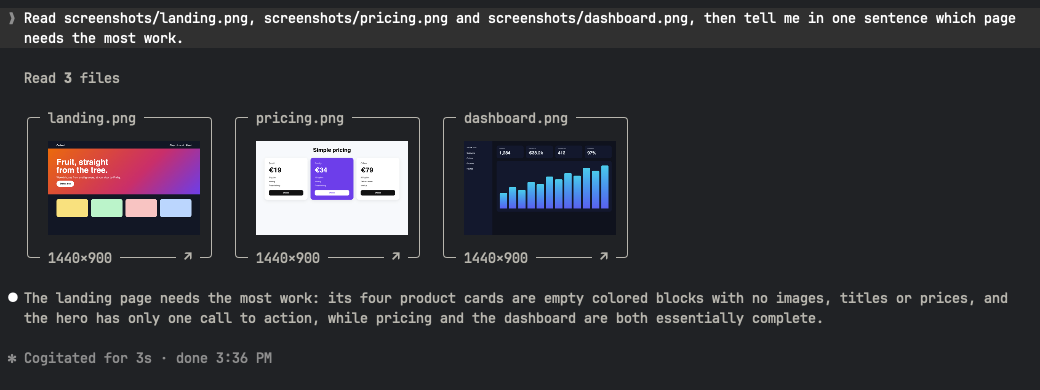 ❯ Read screenshots/landing.png, screenshots/pricing.png and screenshots/dashboard.png, then tell me in one sentence which page
needs the most work.
Read 3 files
landing.png pricing.png dashboard.png
Fruit, straight
from the tree.
Simple pricing
€19 €34 €79
1,284 412 97%
1440×900 ↗ 1440×900 ↗ 1440×900 ↗
● The landing page needs the most work: its four product cards are empty colored blocks with no images, titles or prices, and
the hero has only one call to action, while pricing and the dashboard are both essentially complete.
✻ Cogitated for 3s · done 3:36 PM